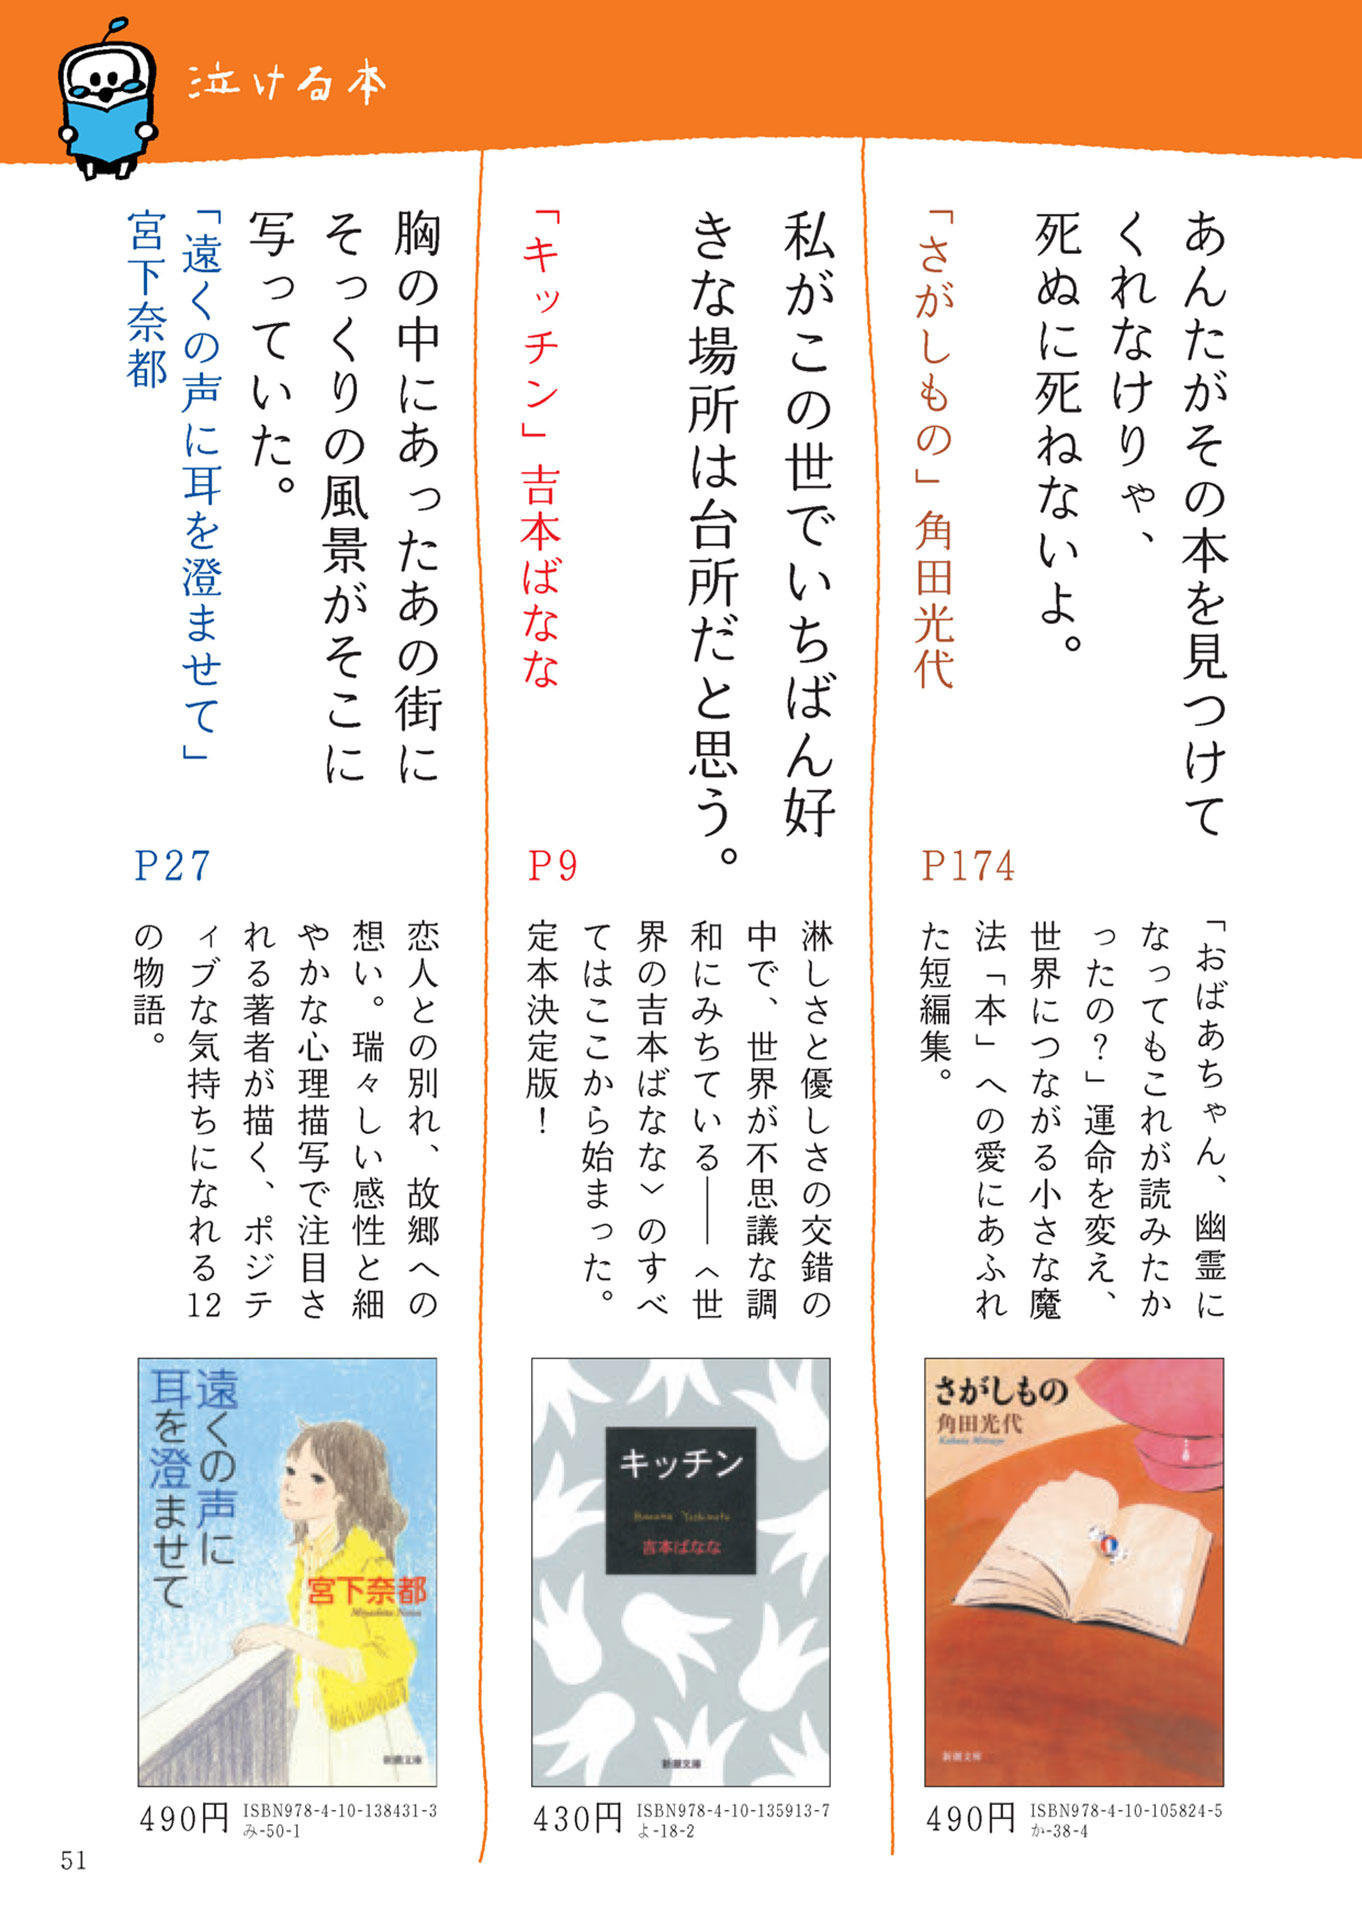 泣ける本
あんたがその本を見つけて
くれなけりゃ、
死ぬに死ねないよ。
「さがしもの」角田光代
P174
「おばあちゃん、幽霊に
なってもこれが読みたか
ったの？」運命を変え、
世界につながる小さな魔
法「本」への愛にあふれ
た短編集。
さがしもの
角田光代
Kakuta Mitsuyo
新潮文庫
490円
ISBN978-4-10-105824-5
か-38-4
私がこの世でいちばん好
きな場所は台所だと思う。
「キッチン」吉本ばなな
P9
淋しさと優しさの交錯の
中で、世界が不思議な調
和にみちている――〈世
界の吉本ばなな〉のすべ
てはここから始まった。
定本決定版！
キッチン
Banana Yoshimoto
吉本ばなな
新潮文庫
430円
ISBN978-4-10-135913-7
よ-18-2
胸の中にあったあの街に
そっくりの風景がそこに
写っていた。
「遠くの声に耳を澄ませて」
宮下奈都
P27
恋人との別れ、故郷への
想い。瑞々しい感性と細
やかな心理描写で注目さ
れる著者が描く、ポジテ
ィブな気持ちになれる12
の物語。
遠くの声に
耳を澄ませて
宮下奈都
Miyashita Natsu
新潮文庫
490円
ISBN978-4-10-138431-3
み-50-1
51